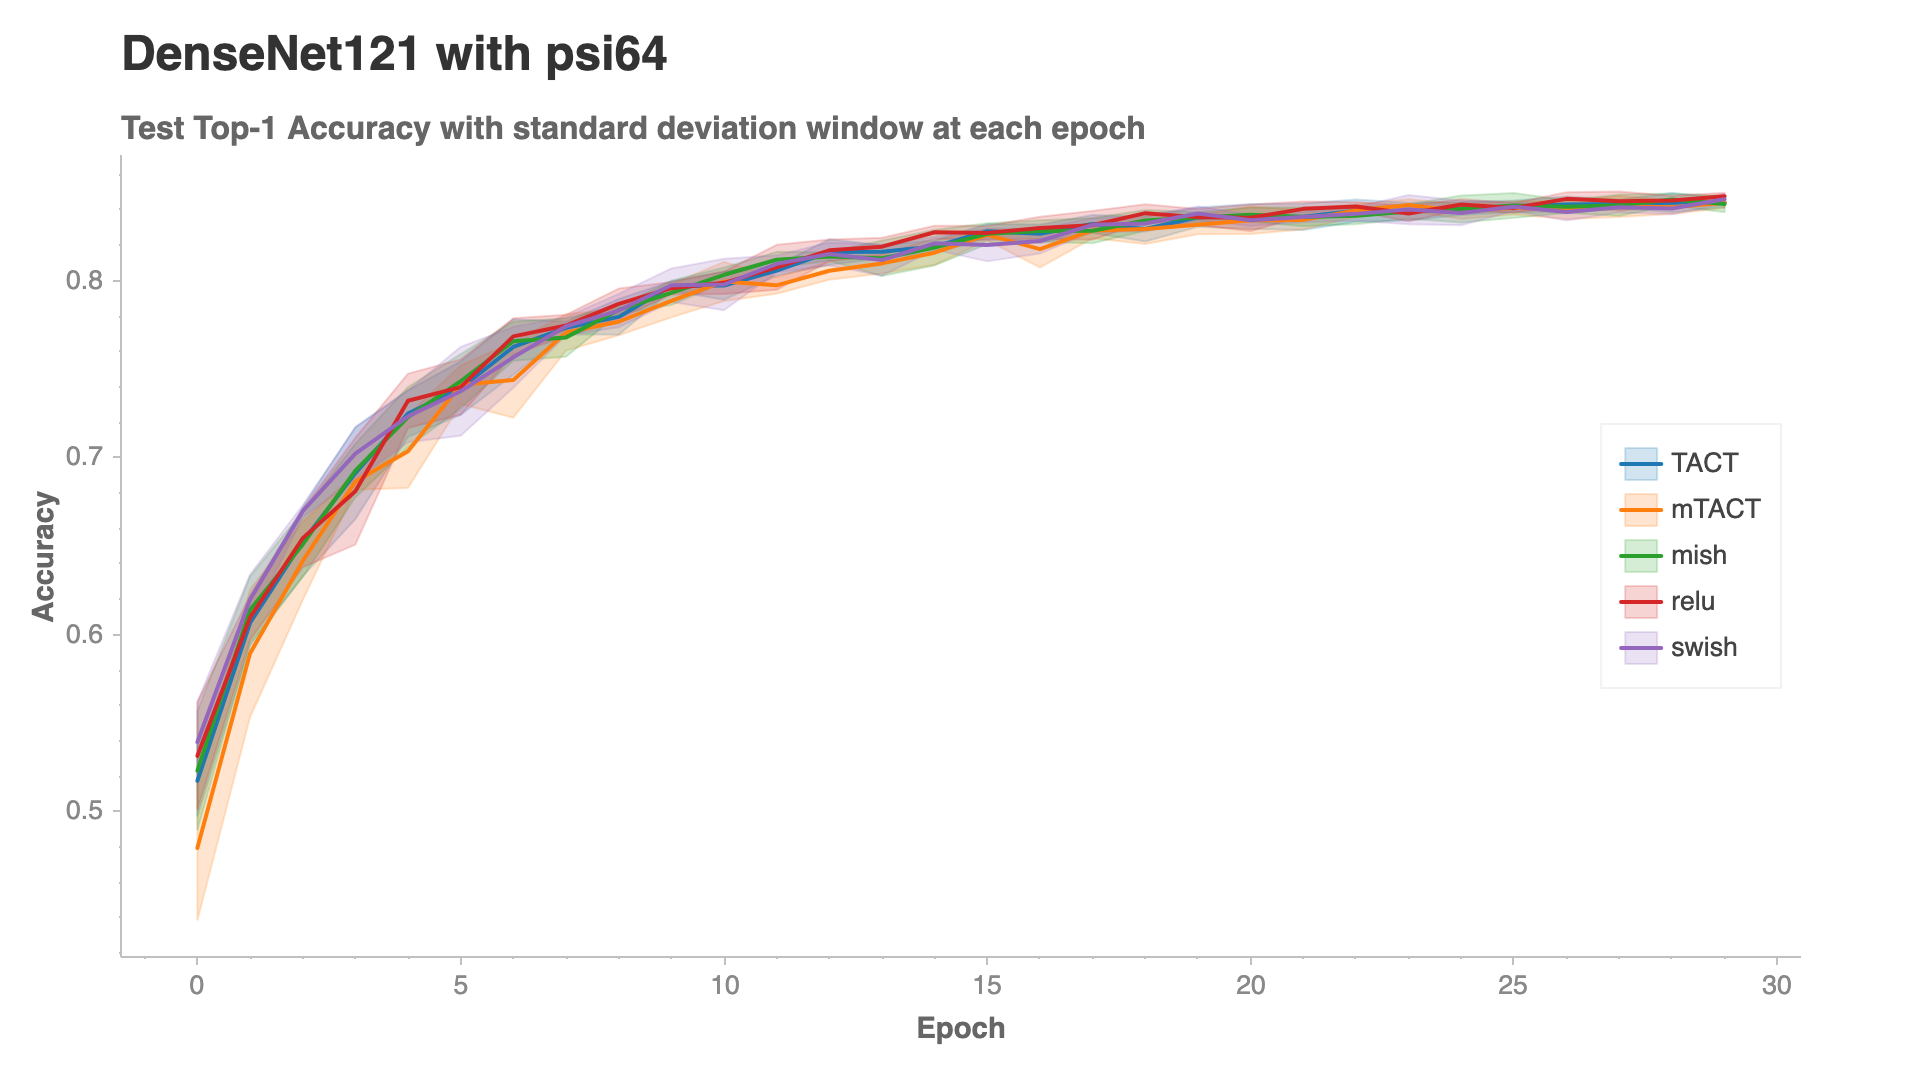 DenseNet121 with psi64
Test Top-1 Accuracy with standard deviation window at each epoch
Accuracy
0.8
0.7
0.6
0.5
TACT
mTACT
mish
relu
swish
0 5 10 15 20 25 30
Epoch